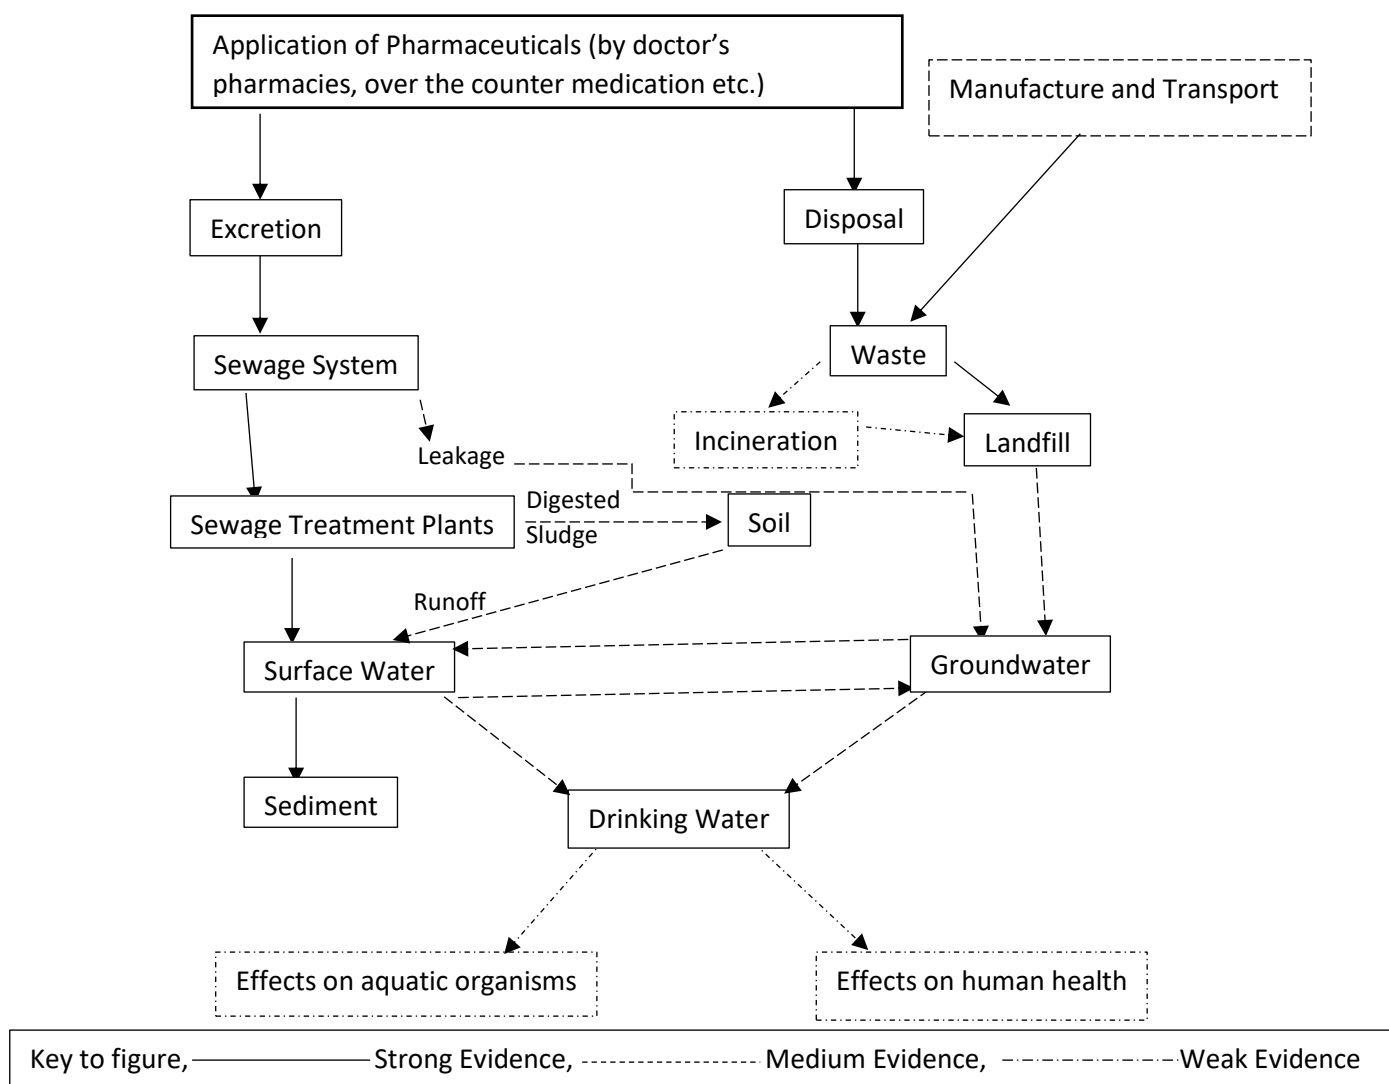 Application of Pharmaceuticals (by doctor’s
pharmacies, over the counter medication etc.)
Manufacture and Transport
Excretion
Disposal
Sewage System
Waste
Incineration
Landfill
Leakage
Digested
Sludge
Sewage Treatment Plants
Soil
Runoff
Surface Water
Groundwater
Sediment
Drinking Water
Effects on aquatic organisms
Effects on human health
Key to figure, Strong Evidence, Medium Evidence, Weak Evidence